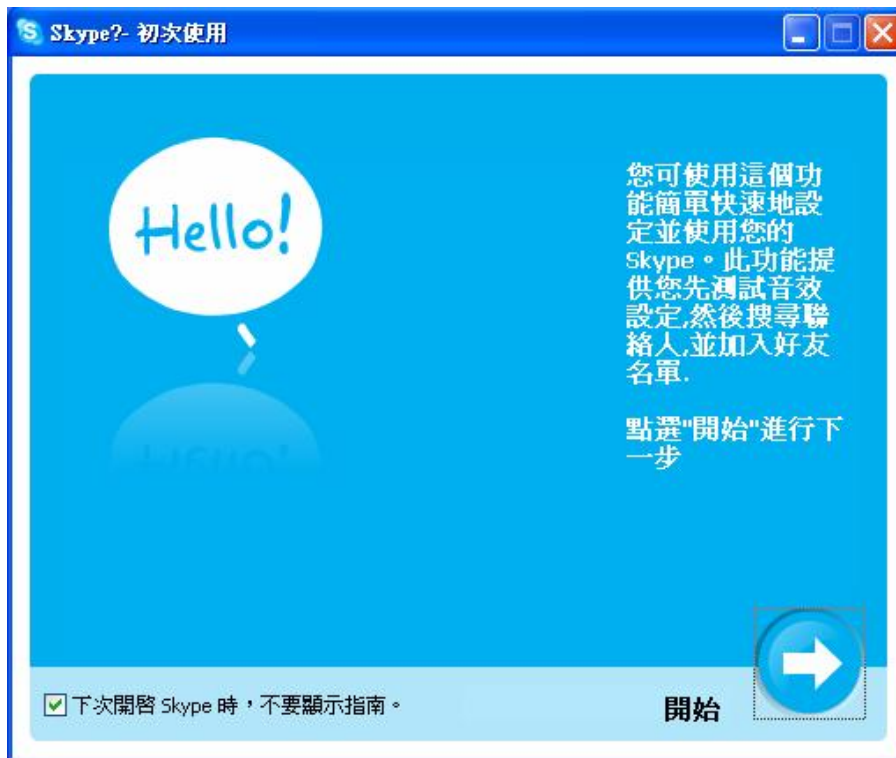 Skype?- 初次使用
Hello!
您可使用這個功
能簡單快速地設
定並使用您的
Skype。此功能提
供您先測試音效
設定,然後搜尋聯
絡人,並加入好友
名單.
點選"開始"進行下
一步
下次開啓 Skype 時，不要顯示指南。
開始